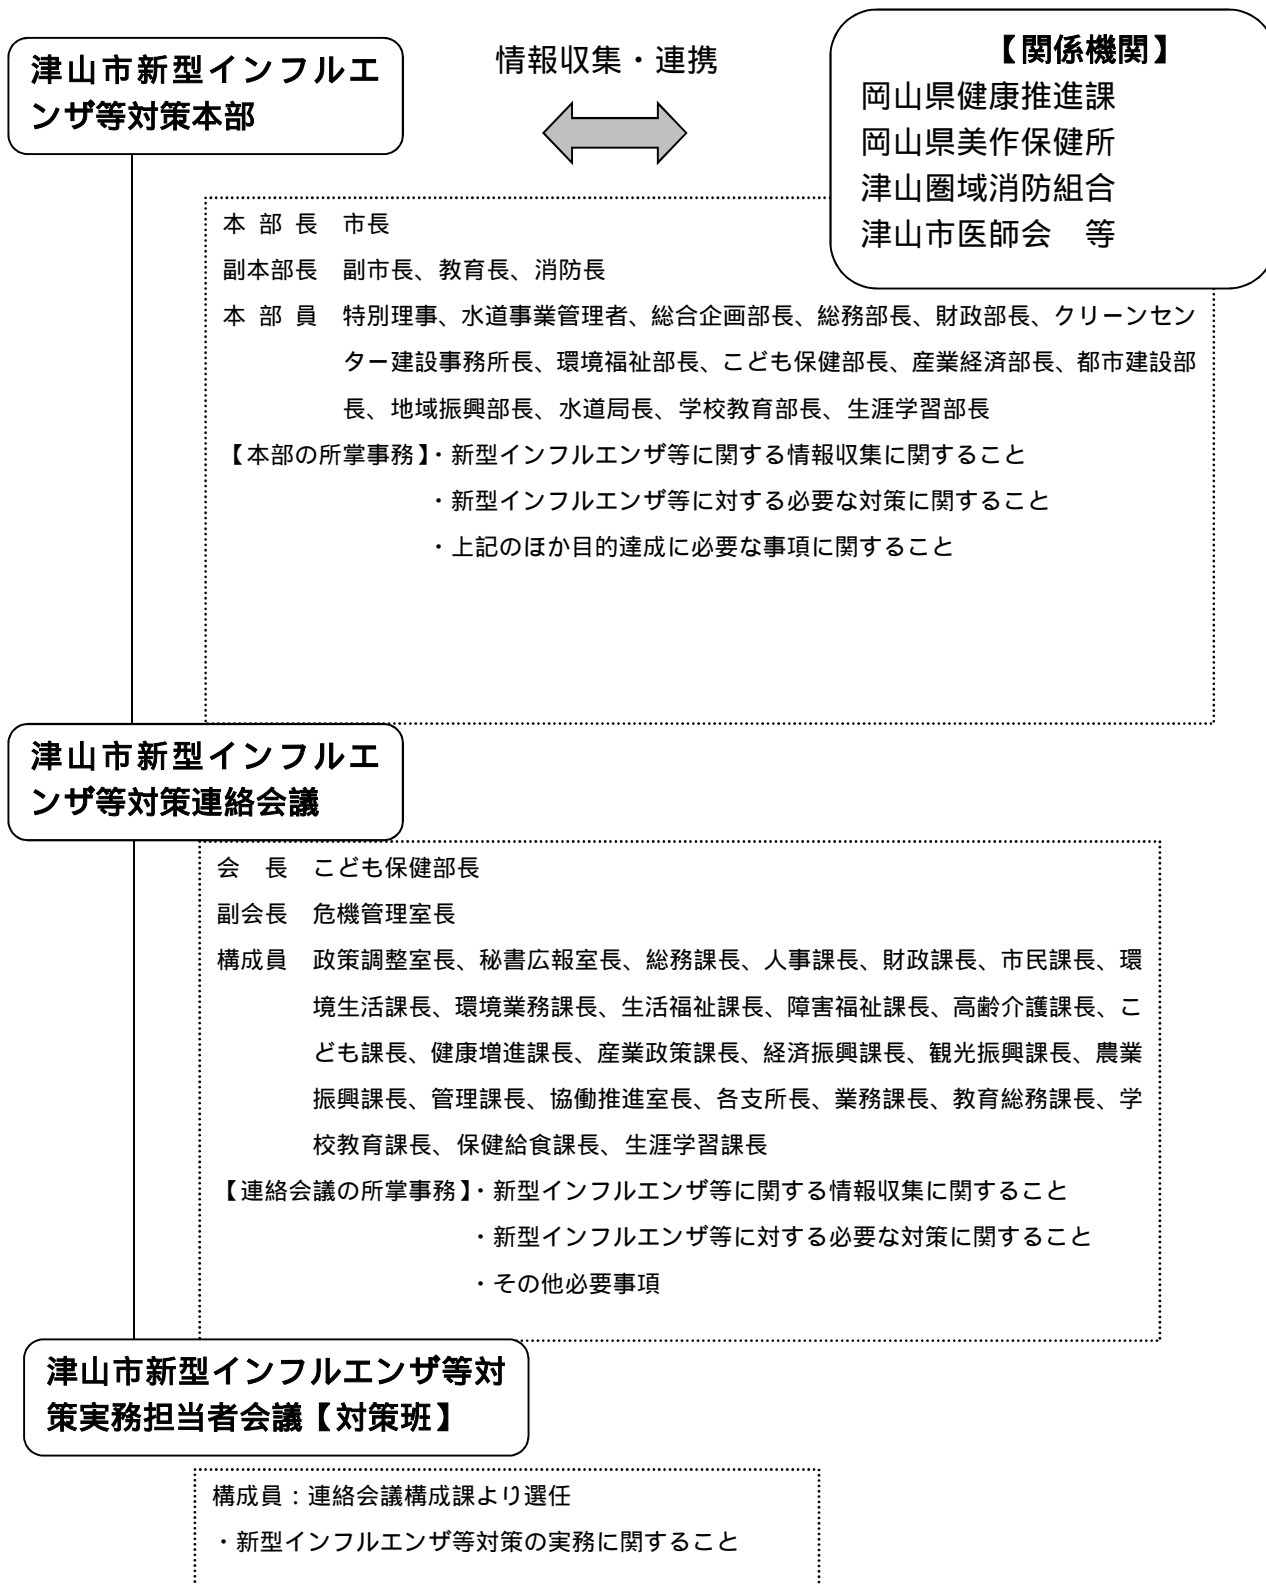 津山市新型インフルエ
ンザ等対策本部
情報収集・連携
【関係機関】
岡山県健康推進課
岡山県美作保健所
津山圏域消防組合
津山市医師会　等
本 部 長　市長
副本部長　副市長、教育長、消防長
本 部 員　特別理事、水道事業管理者、総合企画部長、総務部長、財政部長、クリーンセン
ター建設事務所長、環境福祉部長、こども保健部長、産業経済部長、都市建設部
長、地域振興部長、水道局長、学校教育部長、生涯学習部長
【本部の所掌事務】・新型インフルエンザ等に関する情報収集に関すること
・新型インフルエンザ等に対する必要な対策に関すること
・上記のほか目的達成に必要な事項に関すること
津山市新型インフルエ
ンザ等対策連絡会議
会　長　こども保健部長
副会長　危機管理室長
構成員　政策調整室長、秘書広報室長、総務課長、人事課長、財政課長、市民課長、環
境生活課長、環境業務課長、生活福祉課長、障害福祉課長、高齢介護課長、こ
ども課長、健康増進課長、産業政策課長、経済振興課長、観光振興課長、農業
振興課長、管理課長、協働推進室長、各支所長、業務課長、教育総務課長、学
校教育課長、保健給食課長、生涯学習課長
【連絡会議の所掌事務】・新型インフルエンザ等に関する情報収集に関すること
・新型インフルエンザ等に対する必要な対策に関すること
・その他必要事項
津山市新型インフルエンザ等対
策実務担当者会議【対策班】
構成員：連絡会議構成課より選任
・新型インフルエンザ等対策の実務に関すること